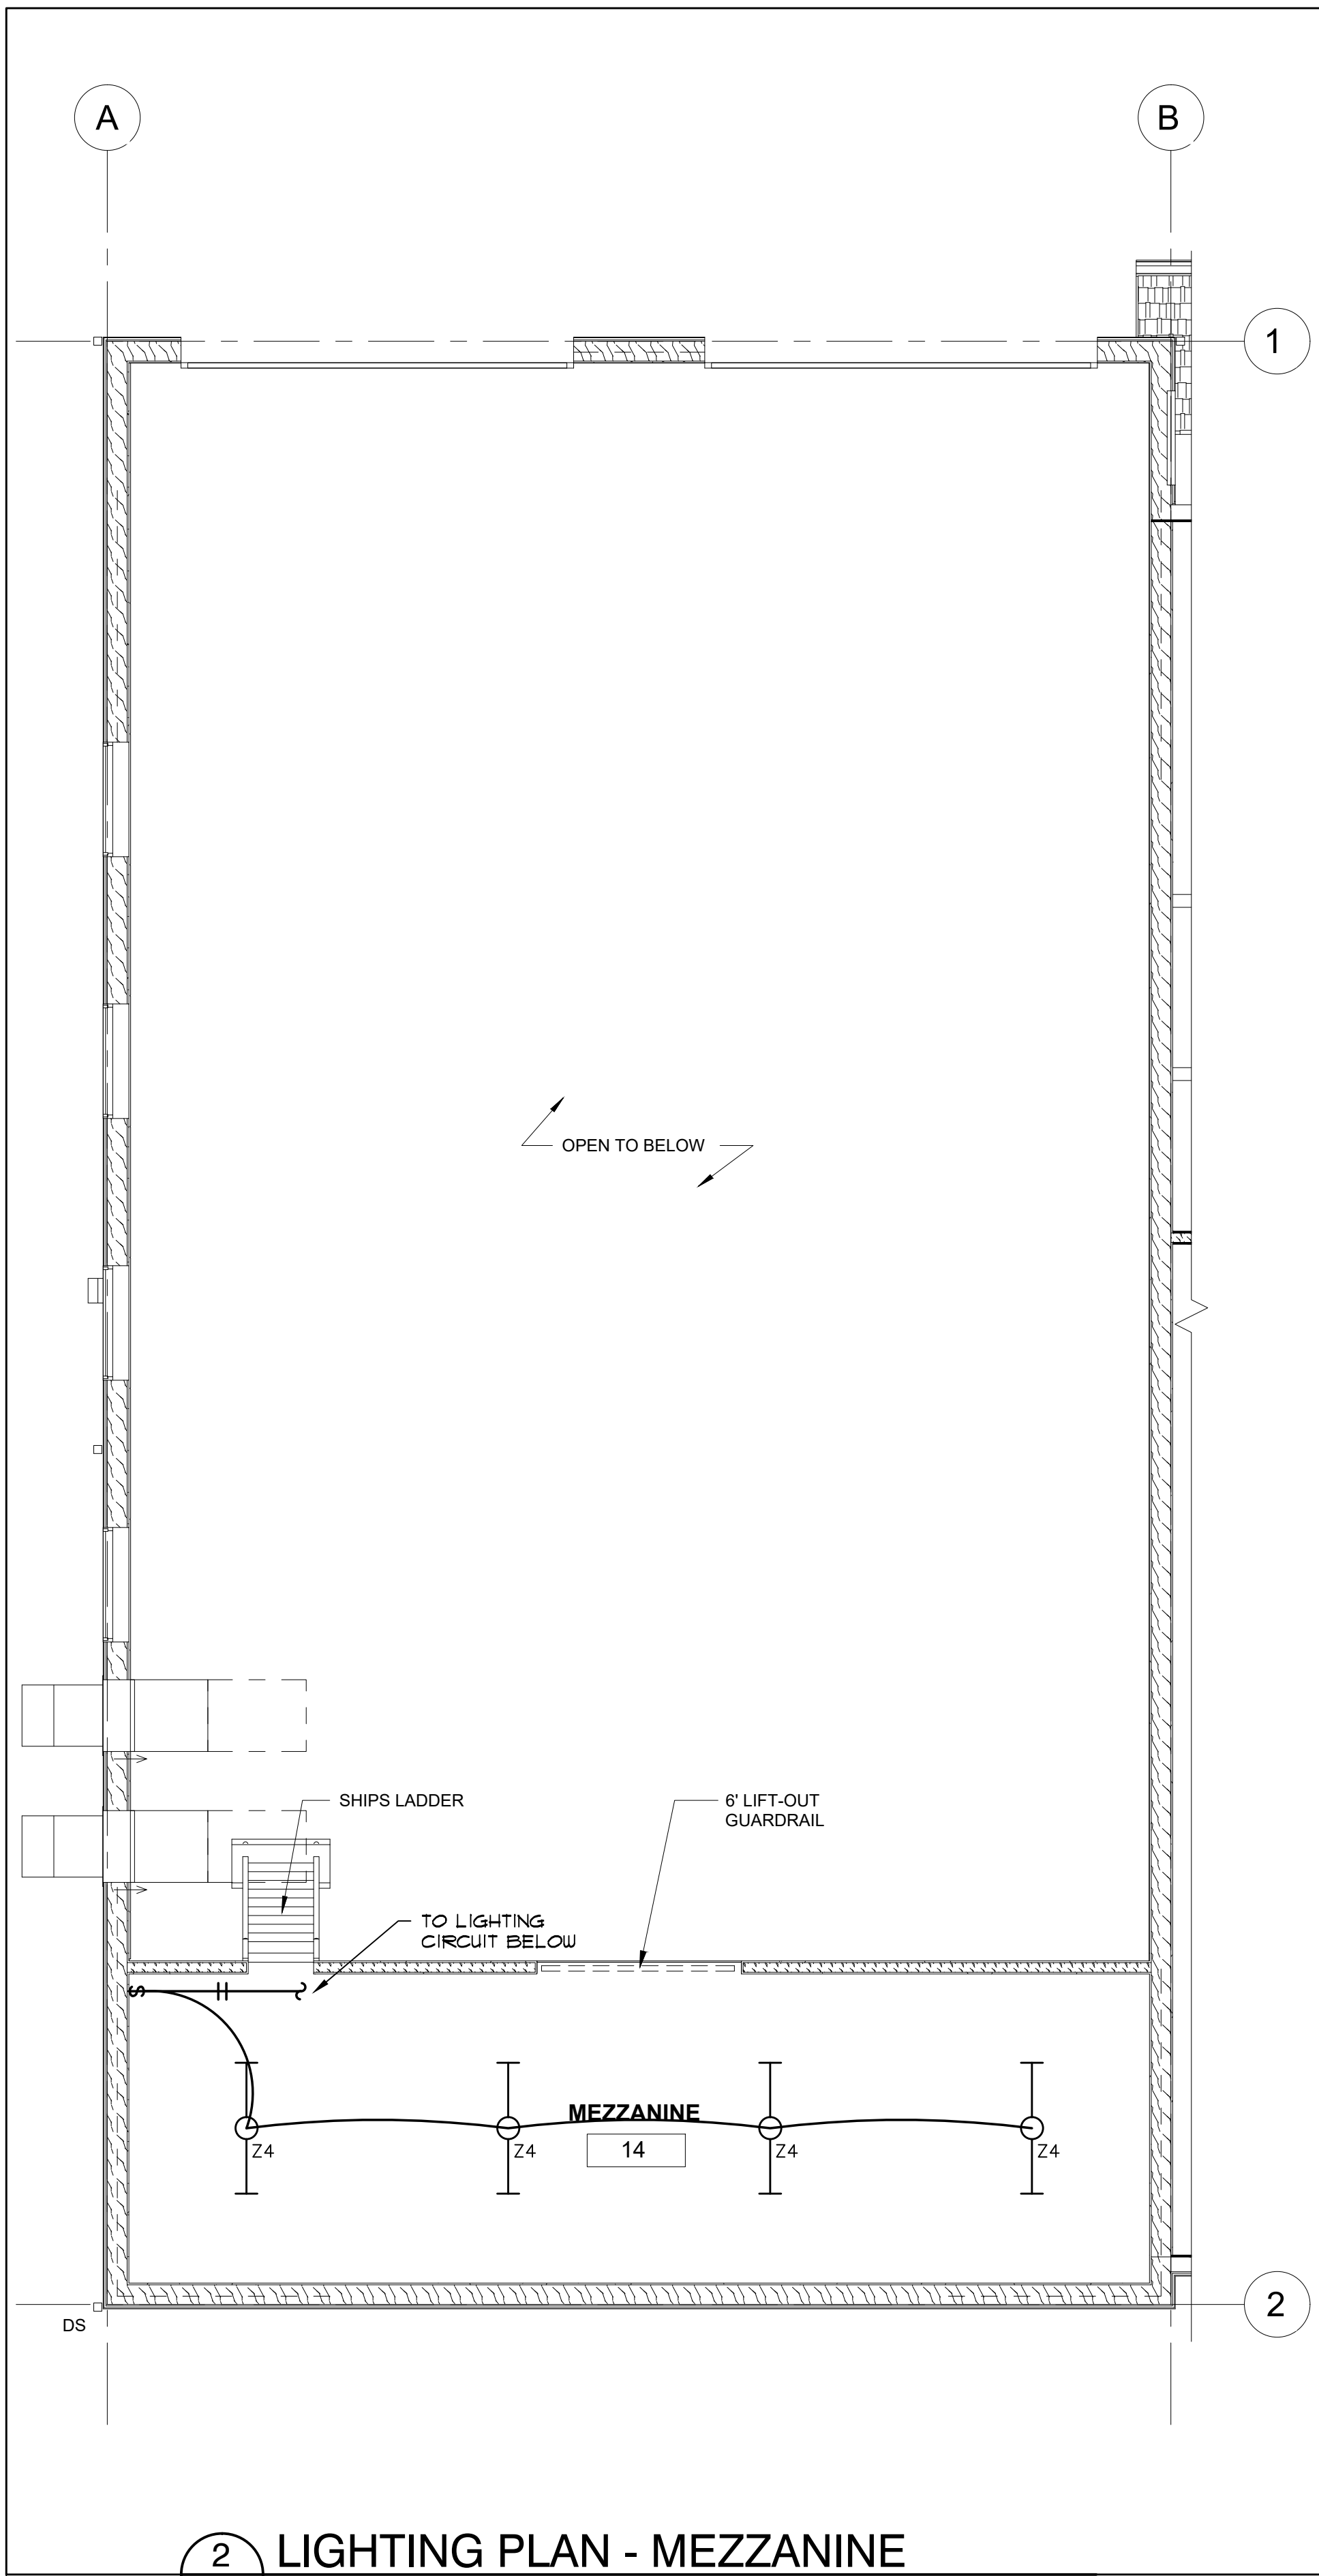 A
B
1
OPEN TO BELOW
SHIPS LADDER
6' LIFT-OUT
GUARDRAIL
TO LIGHTING
CIRCUIT BELOW
S
MEZZANINE
14
Z4
Z4
Z4
Z4
2
DS
2
LIGHTING PLAN - MEZZANINE